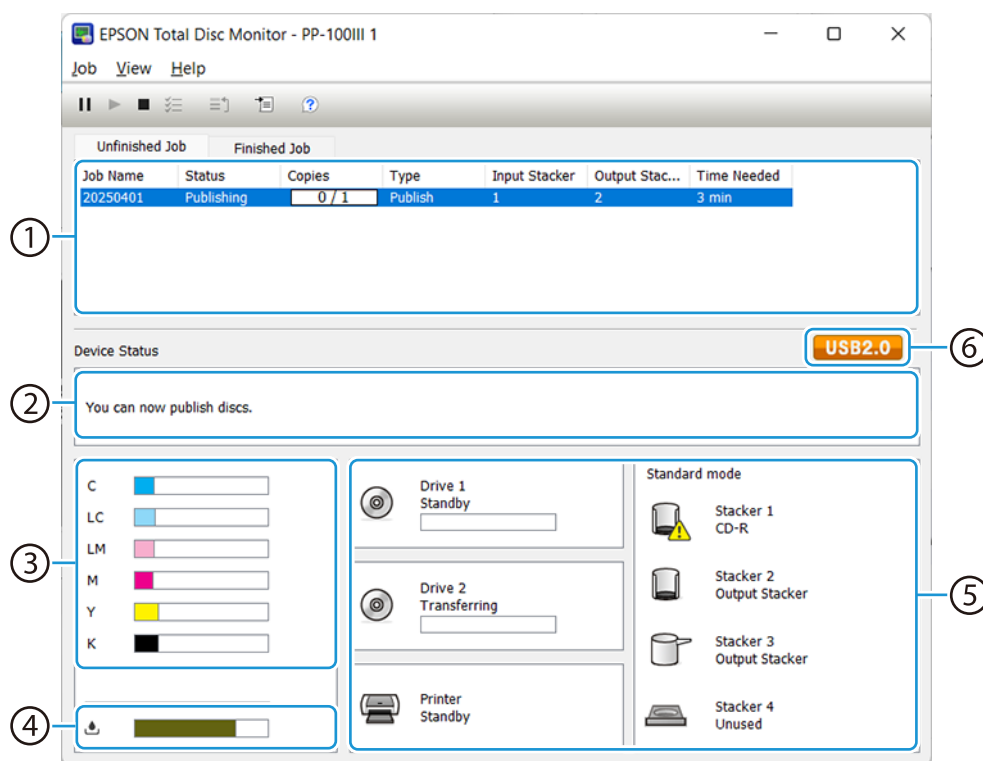 EPSON Total Disc Monitor - PP-100III 1
Job View Help
Unfinished Job Finished Job
Job Name Status Copies Type Input Stacker Output Stac... Time Needed
20250401 Publishing 0 / 1 Publish 1 2 3 min
1
Device Status
USB2.0
6
2
You can now publish discs.
3
C
LC
LM
M
Y
K
4
Drive 1
Standby
Drive 2
Transferring
Printer
Standby
Standard mode
Stacker 1
CD-R
Stacker 2
Output Stacker
Stacker 3
Output Stacker
Stacker 4
Unused
5